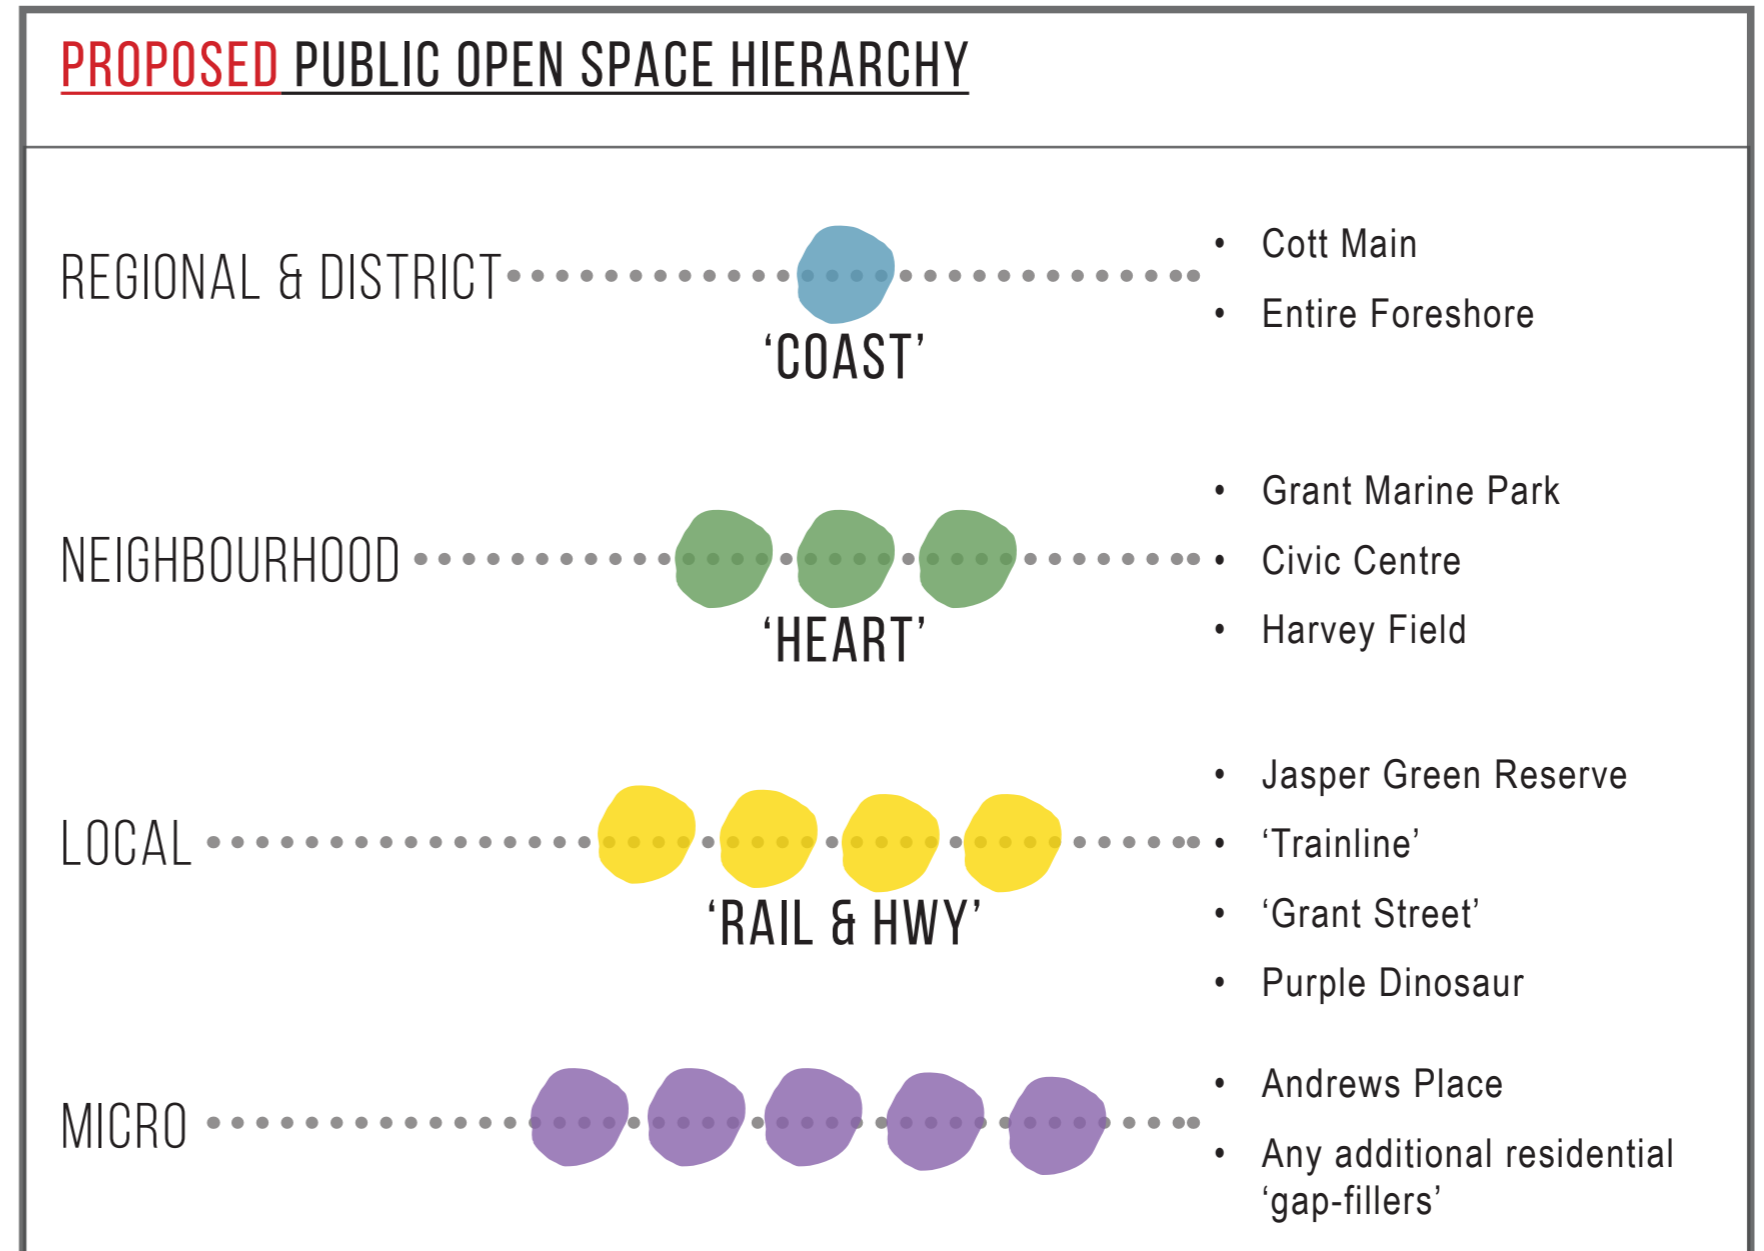 PROPOSED PUBLIC OPEN SPACE HIERARCHY
REGIONAL & DISTRICT
‘COAST’
• Cott Main
• Entire Foreshore
NEIGHBOURHOOD
‘HEART’
• Grant Marine Park
• Civic Centre
• Harvey Field
LOCAL
‘RAIL & HWY’
• Jasper Green Reserve
• ‘Trainline’
• ‘Grant Street’
• Purple Dinosaur
MICRO
• Andrews Place
• Any additional residential
‘gap-fillers’